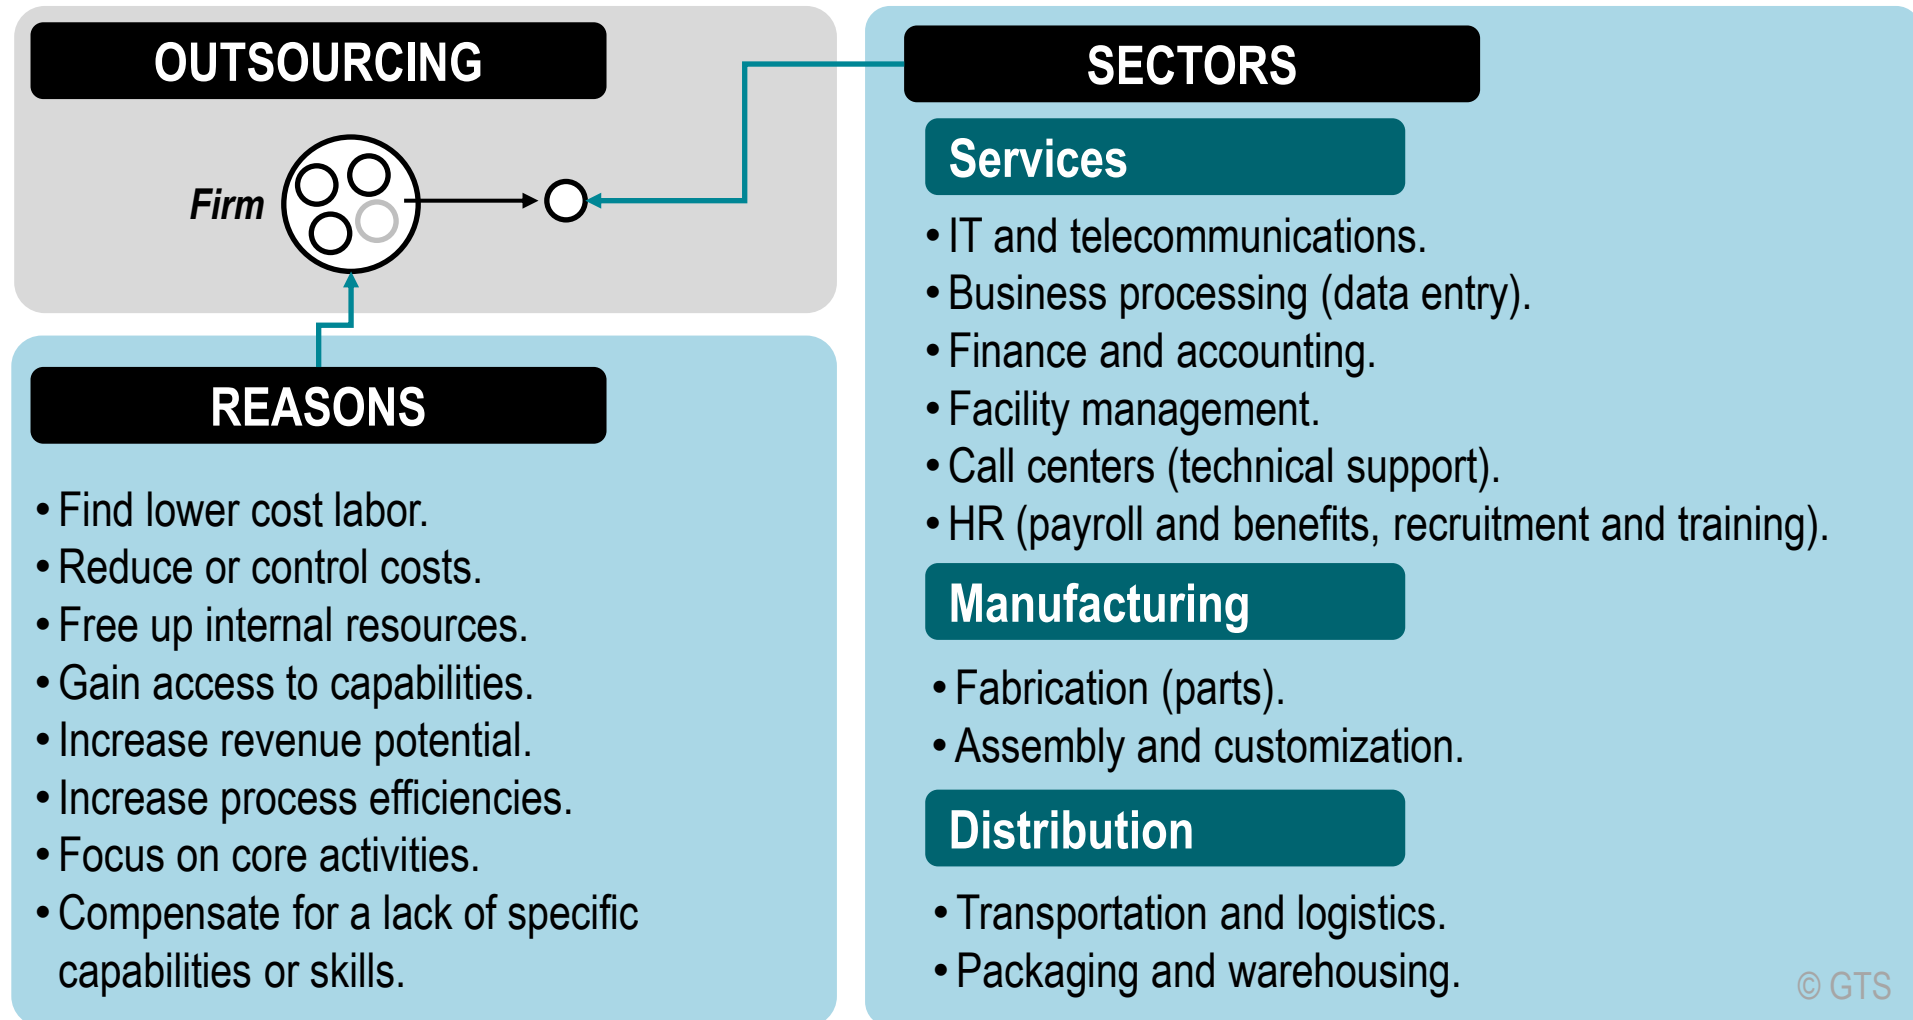 OUTSOURCING
Firm
REASONS
• Find lower cost labor.
• Reduce or control costs.
• Free up internal resources.
• Gain access to capabilities.
• Increase revenue potential.
• Increase process efficiencies.
• Focus on core activities.
• Compensate for a lack of specific
capabilities or skills.
SECTORS
Services
• IT and telecommunications.
• Business processing (data entry).
• Finance and accounting.
• Facility management.
• Call centers (technical support).
• HR (payroll and benefits, recruitment and training).
Manufacturing
• Fabrication (parts).
• Assembly and customization.
Distribution
• Transportation and logistics.
• Packaging and warehousing.
© GTS